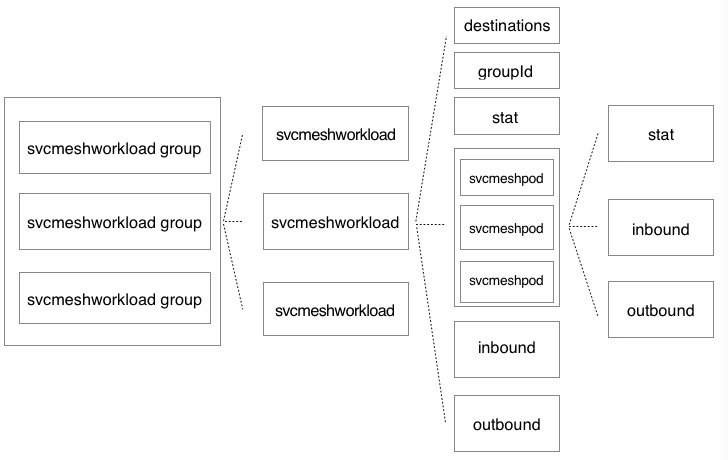 svcmeshworkload group
svcmeshworkload group
svcmeshworkload group
svcmeshworkload
svcmeshworkload
svcmeshworkload
destinations
groupId
stat
svcmeshpod
svcmeshpod
svcmeshpod
inbound
outbound
stat
inbound
outbound